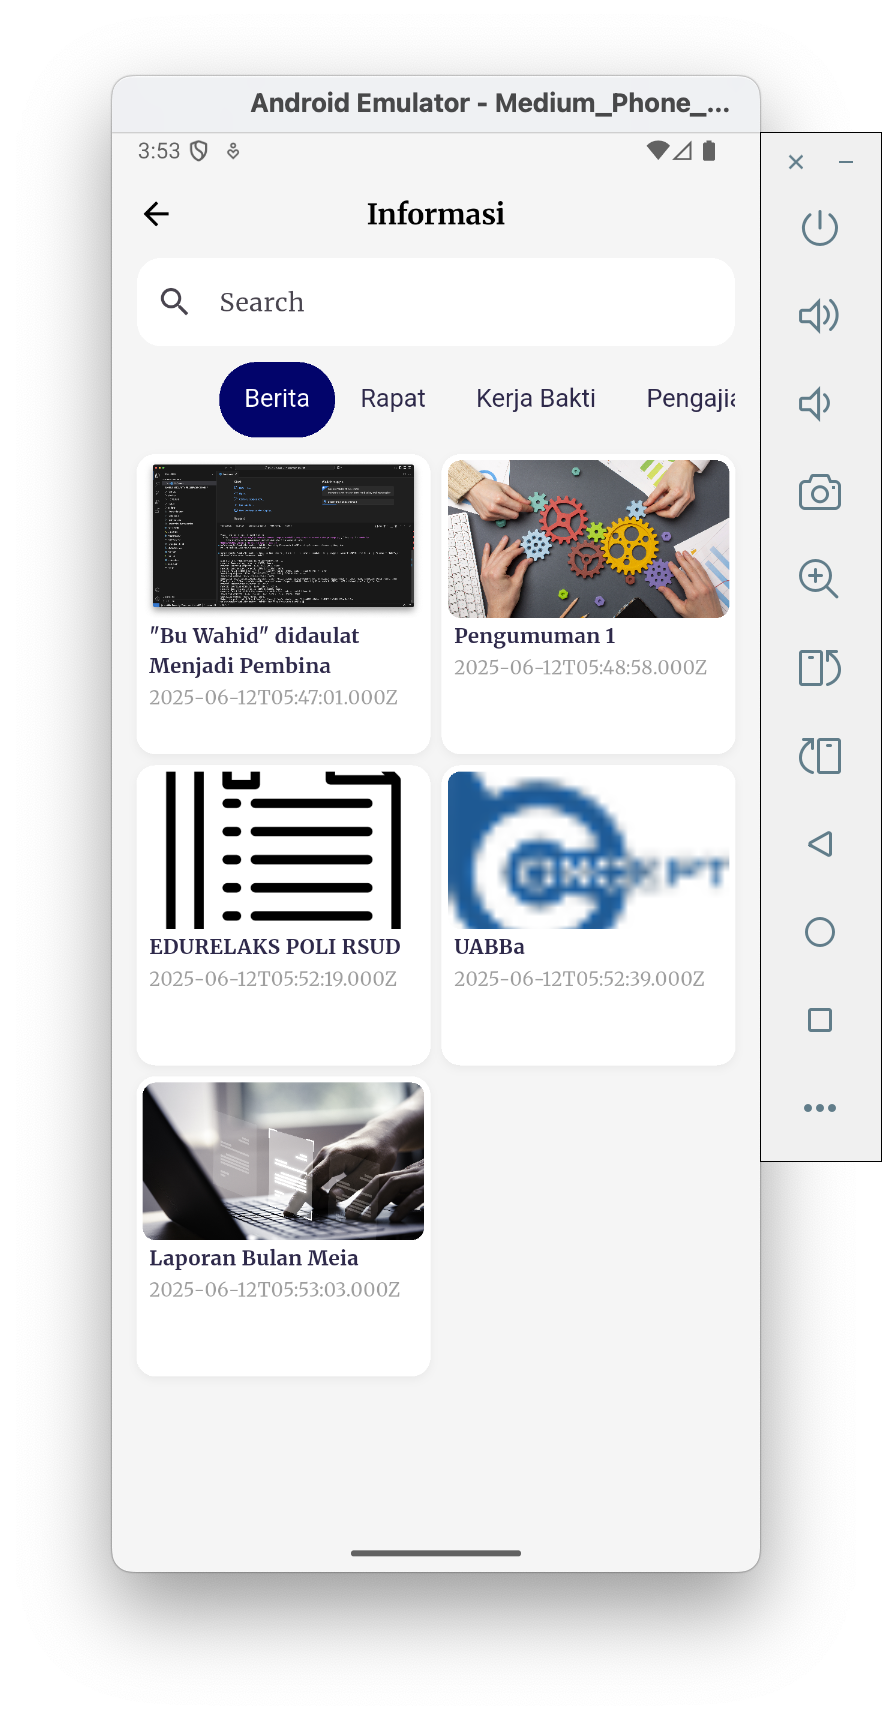 Android Emulator - Medium_Phone_...
3:53
Informasi
Search
Berita Rapat Kerja Bakti Pengajia
"Bu Wahid" didaulat
Menjadi Pembina
2025-06-12T05:47:01.000Z
Pengumuman 1
2025-06-12T05:48:58.000Z
EDURELAKS POLI RSUD
2025-06-12T05:52:19.000Z
UABBa
2025-06-12T05:52:39.000Z
Laporan Bulan Meia
2025-06-12T05:53:03.000Z